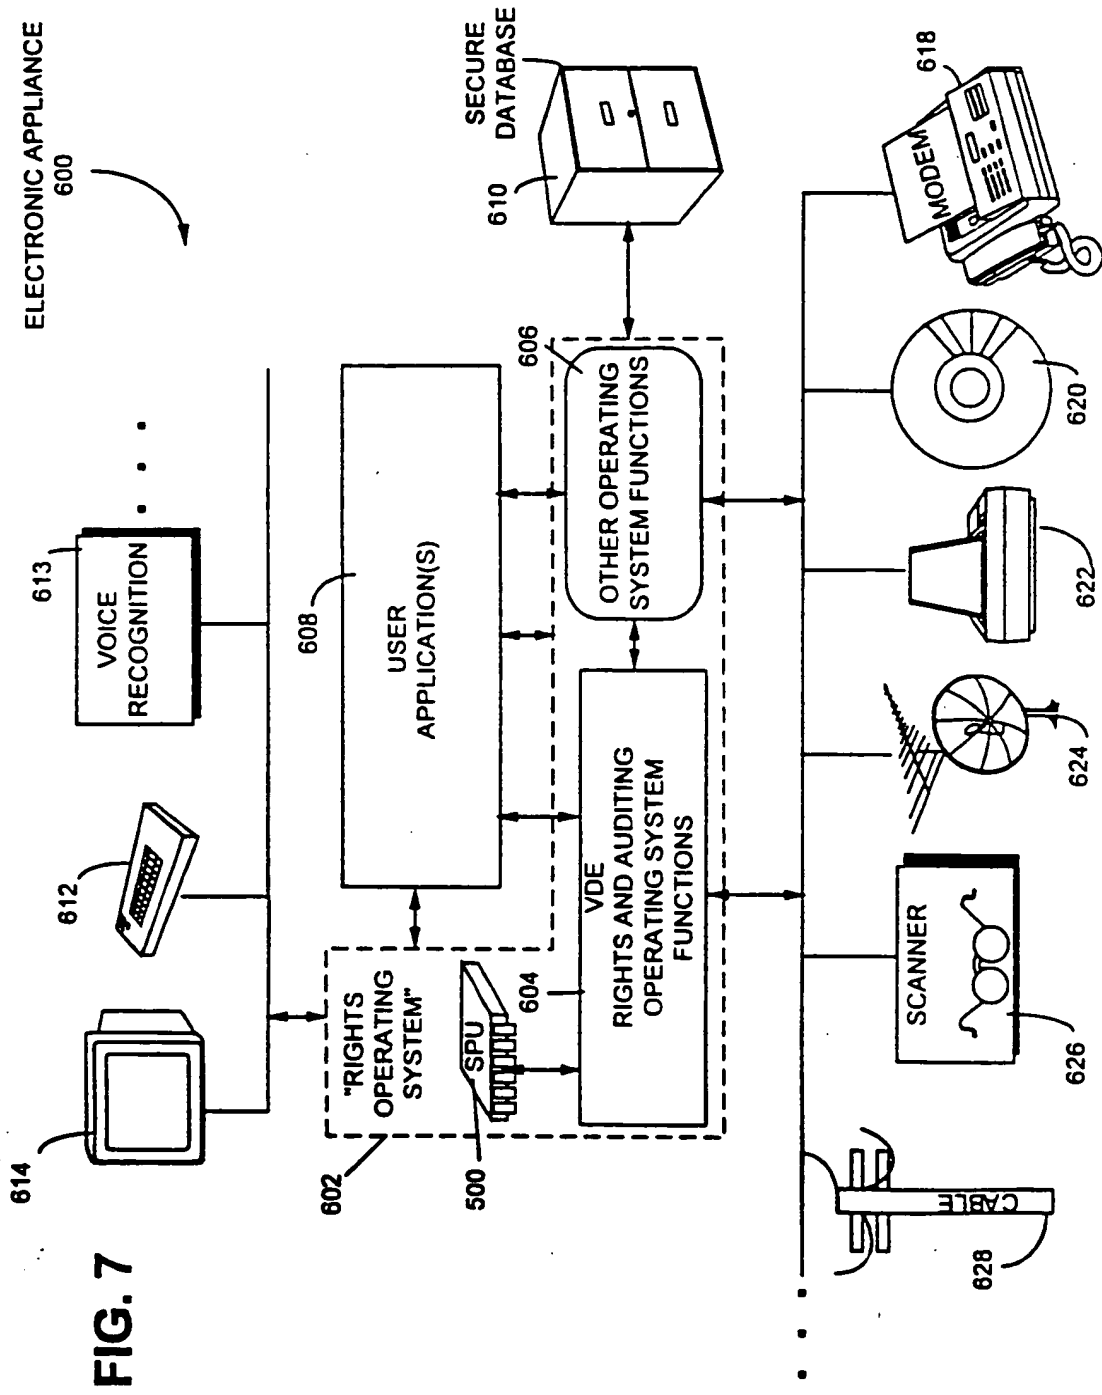 FIG. 7
ELECTRONIC APPLIANCE
600
614
612
613
VOICE
RECOGNITION
602
"RIGHTS
OPERATING
SYSTEM"
608
USER
APPLICATION(S)
500
SPU
604
VDE
RIGHTS AND AUDITING
OPERATING SYSTEM
FUNCTIONS
606
OTHER OPERATING
SYSTEM FUNCTIONS
610
SECURE
DATABASE
628
CABLE
626
SCANNER
624
622
620
MODEM
618